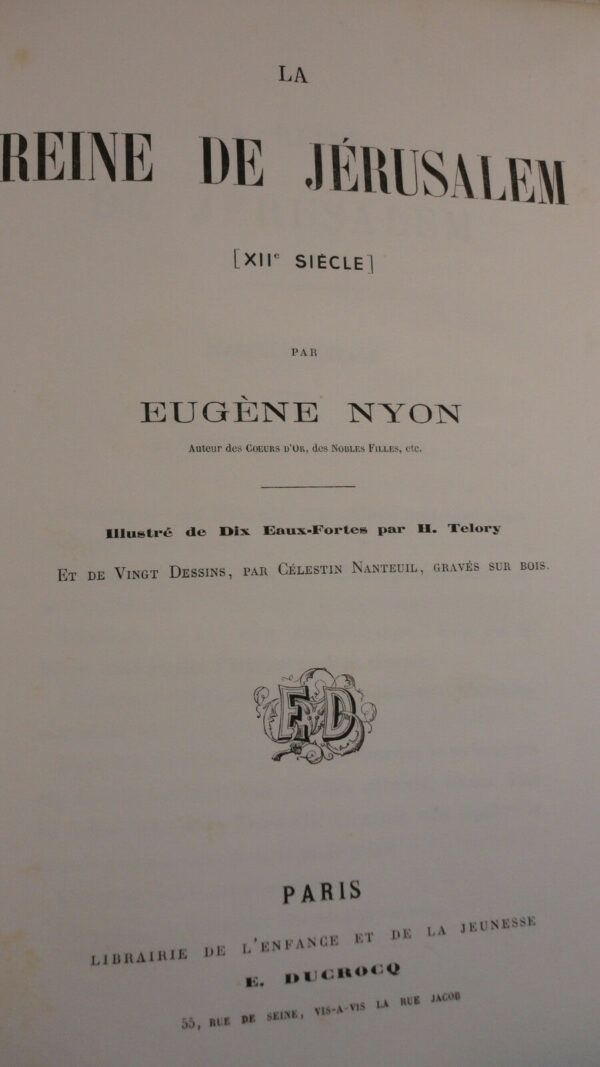 LA
REINE DE JÉRUSALEM
[XIIe SIÈCLE]
PAR
EUGÈNE NYON
Auteur des COEURS D'OR, des NOBLES FILLES, etc.
Illustré de Dix Eaux-Fortes par H. Telory
ET DE VINGT DESSINS, PAR CÉLESTIN NANTEUIL, GRAVÉS SUR BOIS.
ED
PARIS
LIBRAIRIE DE L'ENFANCE ET DE LA JEUNESSE
E. DUCROCQ
55, RUE DE SEINE, VIS-A-VIS LA RUE JACOB